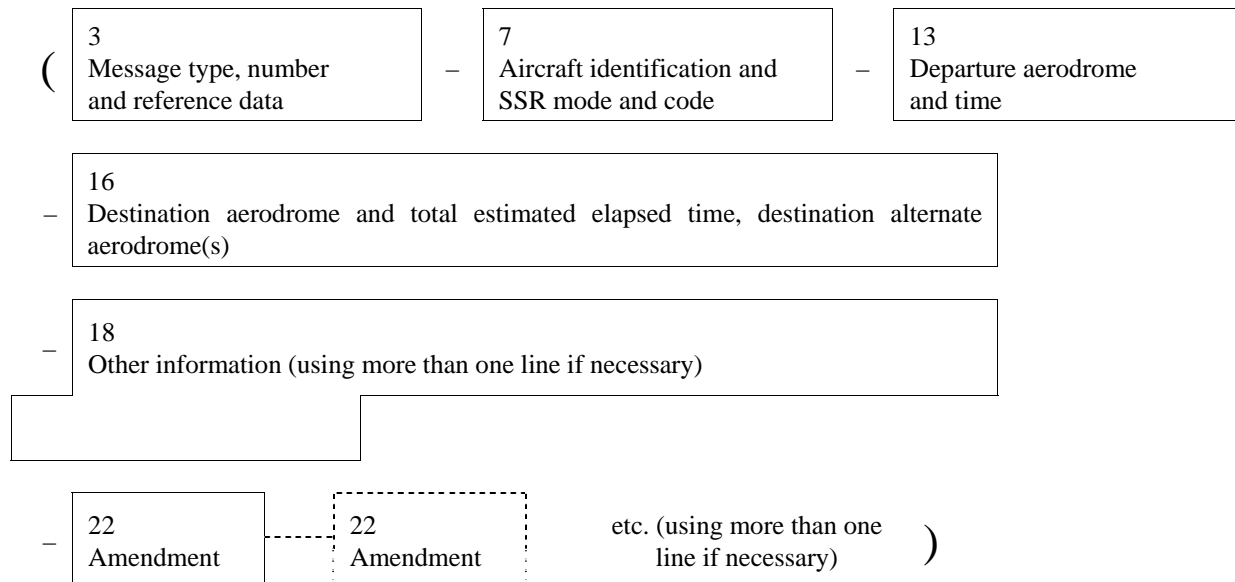 (
3
Message type, number
and reference data
–
7
Aircraft identification and
SSR mode and code
–
13
Departure aerodrome
and time
–
16
Destination aerodrome and total estimated elapsed time, destination alternate
aerodrome(s)
–
18
Other information (using more than one line if necessary)
–
22
Amendment
22
Amendment
etc. (using more than one
line if necessary)
)